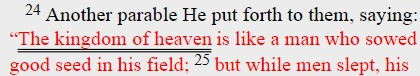 24 Another parable He put forth to them, saying:
“The kingdom of heaven is like a man who sowed
good seed in his field; 25 but while men slept, his